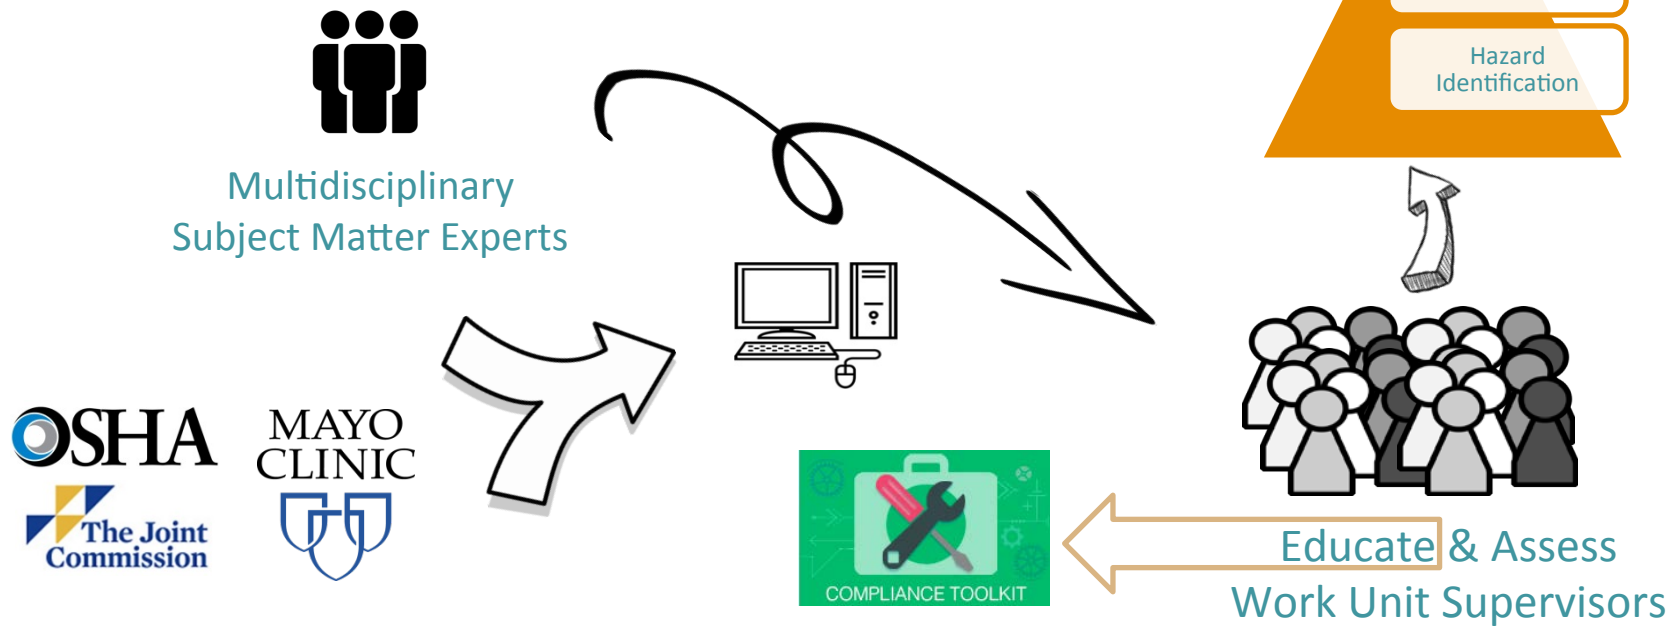 Hazard
Identification
Multidisciplinary
Subject Matter Experts
OSHA
MAYO
CLINIC
The Joint
Commission
COMPLIANCE TOOLKIT
Educate & Assess
Work Unit Supervisors